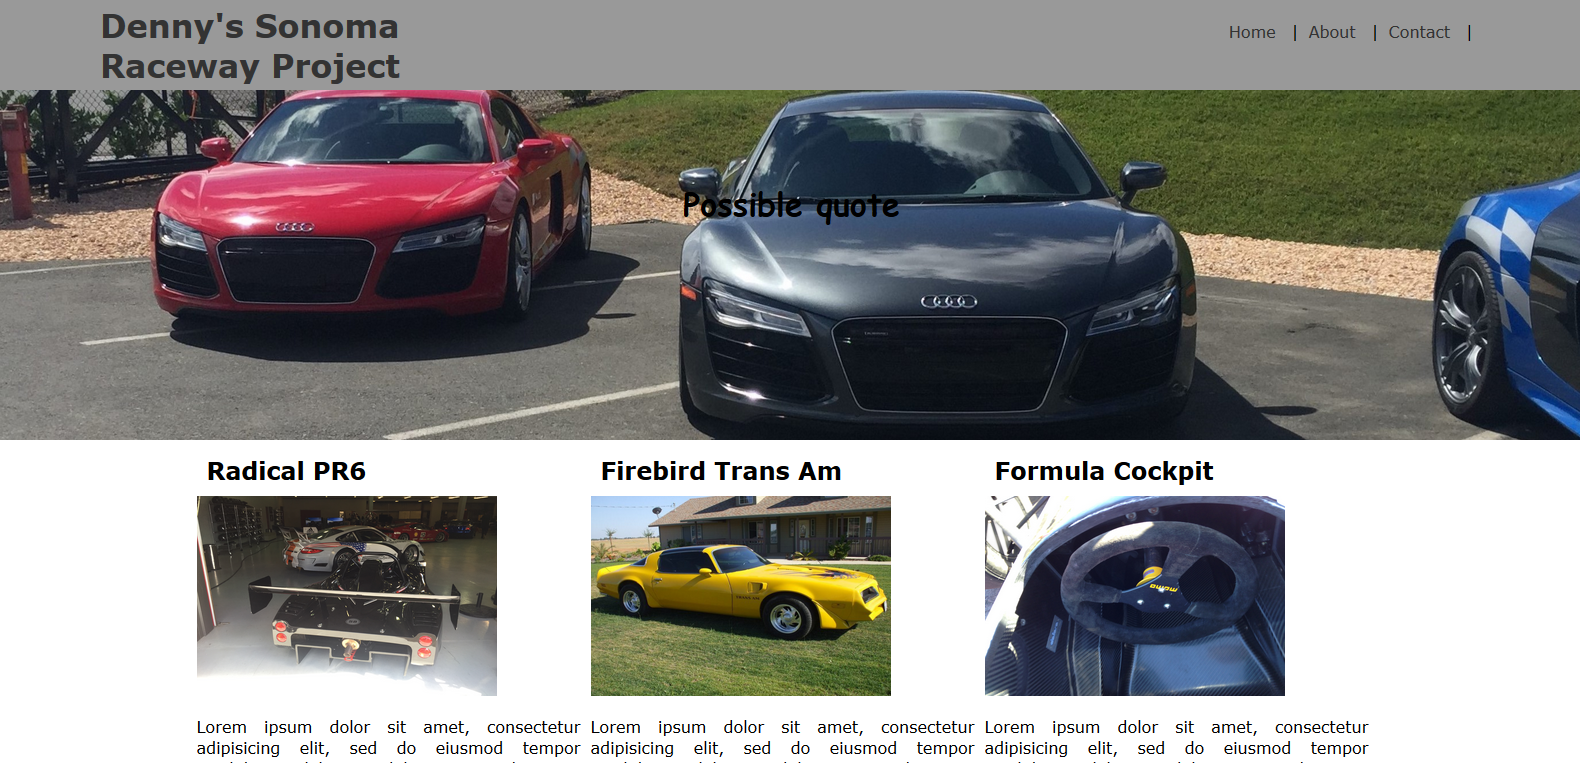 Denny's Sonoma
Raceway Project
Home | About | Contact |
Possible quote
Radical PR6
Firebird Trans Am
Formula Cockpit
momo
Lorem ipsum dolor sit amet, consectetur
adipisicing elit, sed do eiusmod tempor
Lorem ipsum dolor sit amet, consectetur
adipisicing elit, sed do eiusmod tempor
Lorem ipsum dolor sit amet, consectetur
adipisicing elit, sed do eiusmod tempor